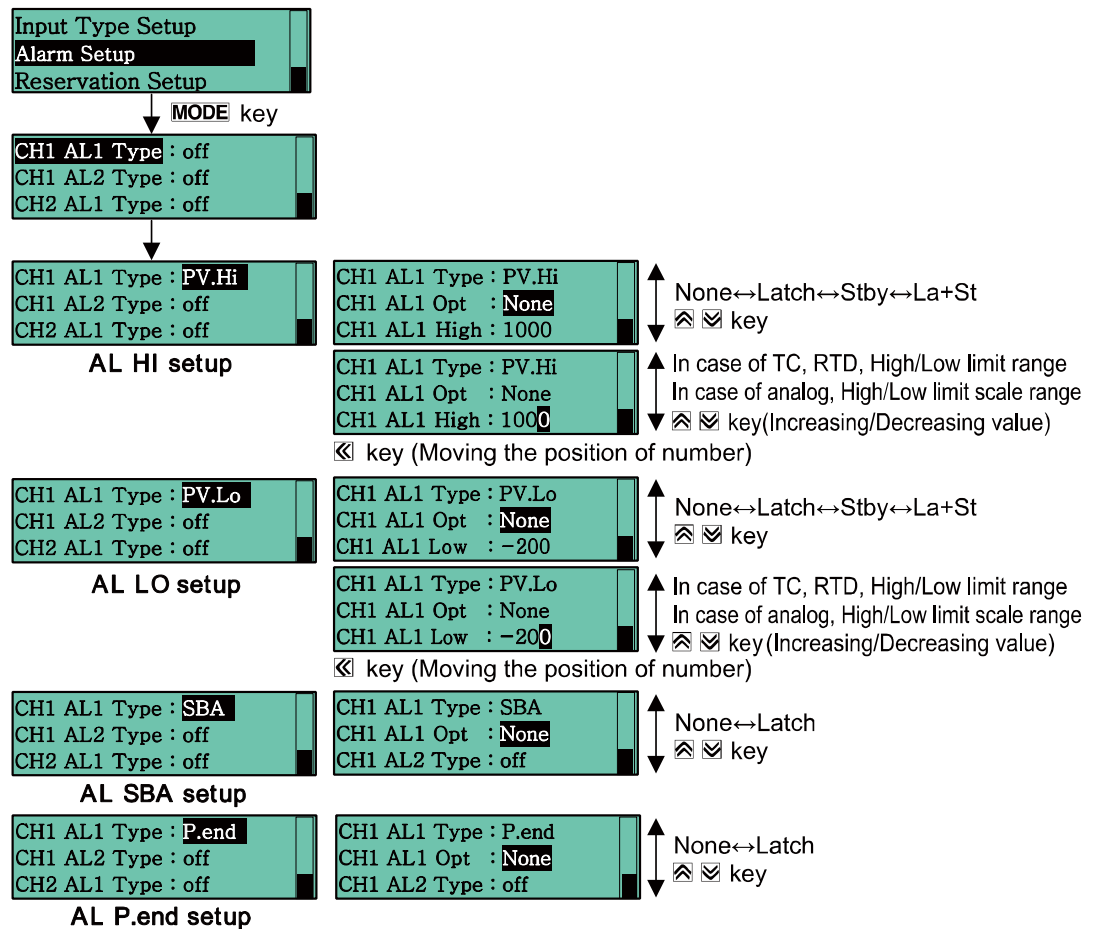 Input Type Setup
Alarm Setup
Reservation Setup
MODE key
CH1 AL1 Type : off
CH1 AL2 Type : off
CH2 AL1 Type : off
CH1 AL1 Type : PV.Hi
CH1 AL2 Type : off
CH2 AL1 Type : off
AL HI setup
CH1 AL1 Type : PV.Hi
CH1 AL1 Opt : None
CH1 AL1 High : 1000
None↔Latch↔Stby↔La+St
key
CH1 AL1 Type : PV.Hi
CH1 AL1 Opt : None
CH1 AL1 High : 1000
In case of TC, RTD, High/Low limit range
In case of analog, High/Low limit scale range
key(Increasing/Decreasing value)
key (Moving the position of number)
CH1 AL1 Type : PV.Lo
CH1 AL2 Type : off
CH2 AL1 Type : off
AL LO setup
CH1 AL1 Type : PV.Lo
CH1 AL1 Opt : None
CH1 AL1 Low : -200
None↔Latch↔Stby↔La+St
key
CH1 AL1 Type : PV.Lo
CH1 AL1 Opt : None
CH1 AL1 Low : -200
In case of TC, RTD, High/Low limit range
In case of analog, High/Low limit scale range
key(Increasing/Decreasing value)
key (Moving the position of number)
CH1 AL1 Type : SBA
CH1 AL2 Type : off
CH2 AL1 Type : off
AL SBA setup
CH1 AL1 Type : SBA
CH1 AL1 Opt : None
CH1 AL2 Type : off
None↔Latch
key
CH1 AL1 Type : P.end
CH1 AL2 Type : off
CH2 AL1 Type : off
AL P.end setup
CH1 AL1 Type : P.end
CH1 AL1 Opt : None
CH1 AL2 Type : off
None↔Latch
key